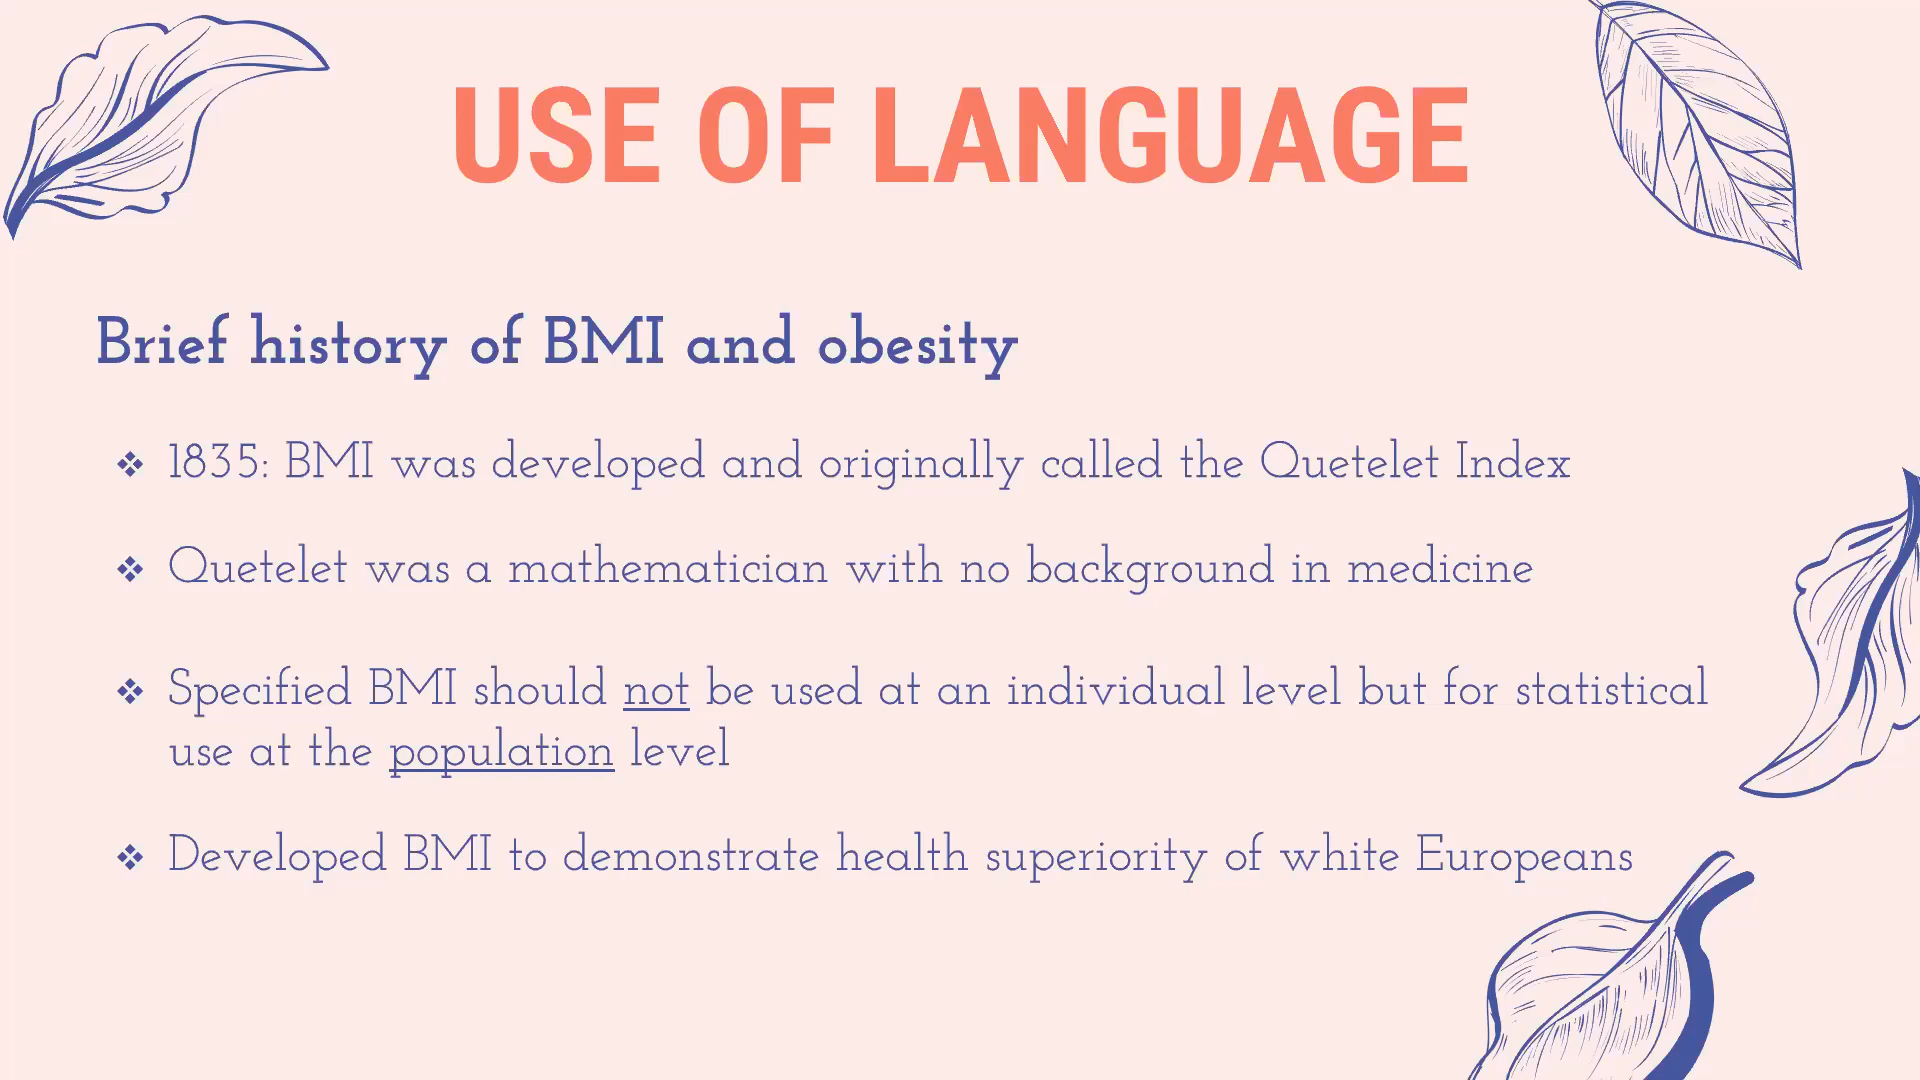 USE OF LANGUAGE
Brief history of BMI and obesity
❖ 1835: BMI was developed and originally called the Quetelet Index
❖ Quetelet was a mathematician with no background in medicine
❖ Specified BMI should not be used at an individual level but for statistical
use at the population level
❖ Developed BMI to demonstrate health superiority of white Europeans